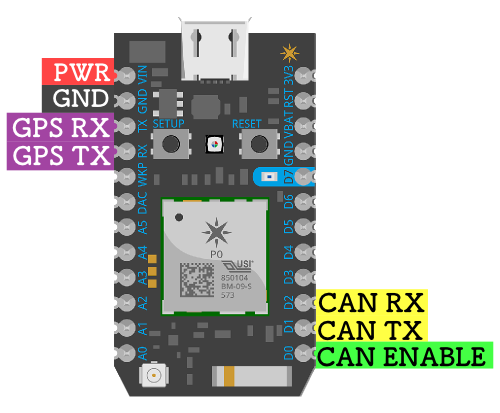 PWR
GND
GPS RX
GPS TX
VIN
GND
TX
RX
WKP
DAC
A5
A4
A3
A2
A1
A0
SETUP
RESET
P0
USI
850104
BM-09-S
573
3V3
RST
VBAT
GND
D7
D6
D5
D4
D3
D2
D1
D0
CAN RX
CAN TX
CAN ENABLE